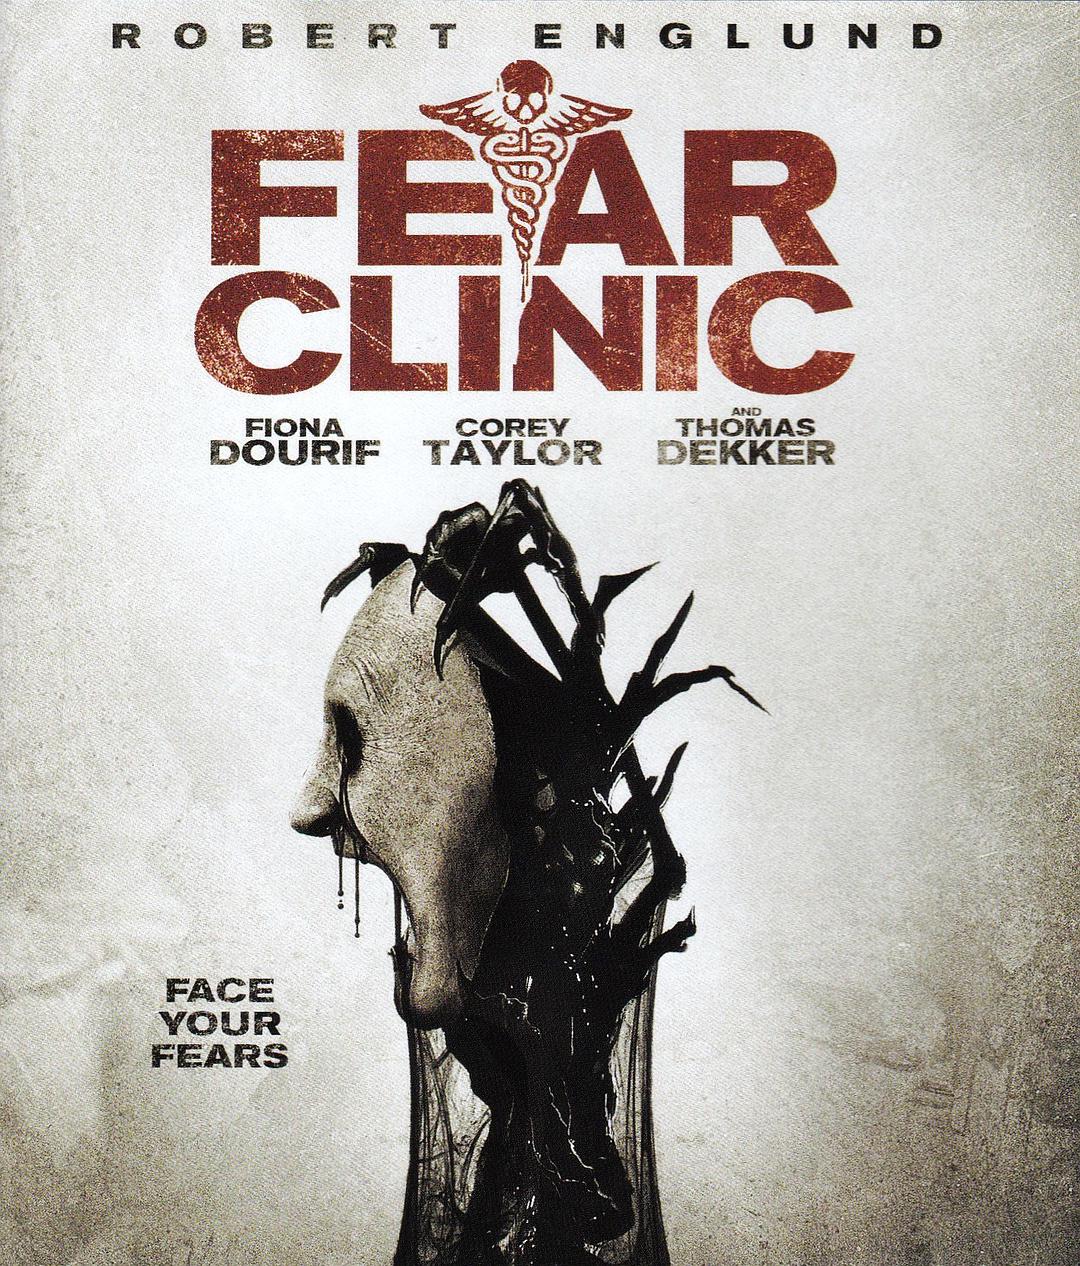 ROBERT ENGLUND
FEAR
CLINIC
FIONA
DOURIF
COREY
TAYLOR
AND
THOMAS
DEKKER
FACE
YOUR
FEARS